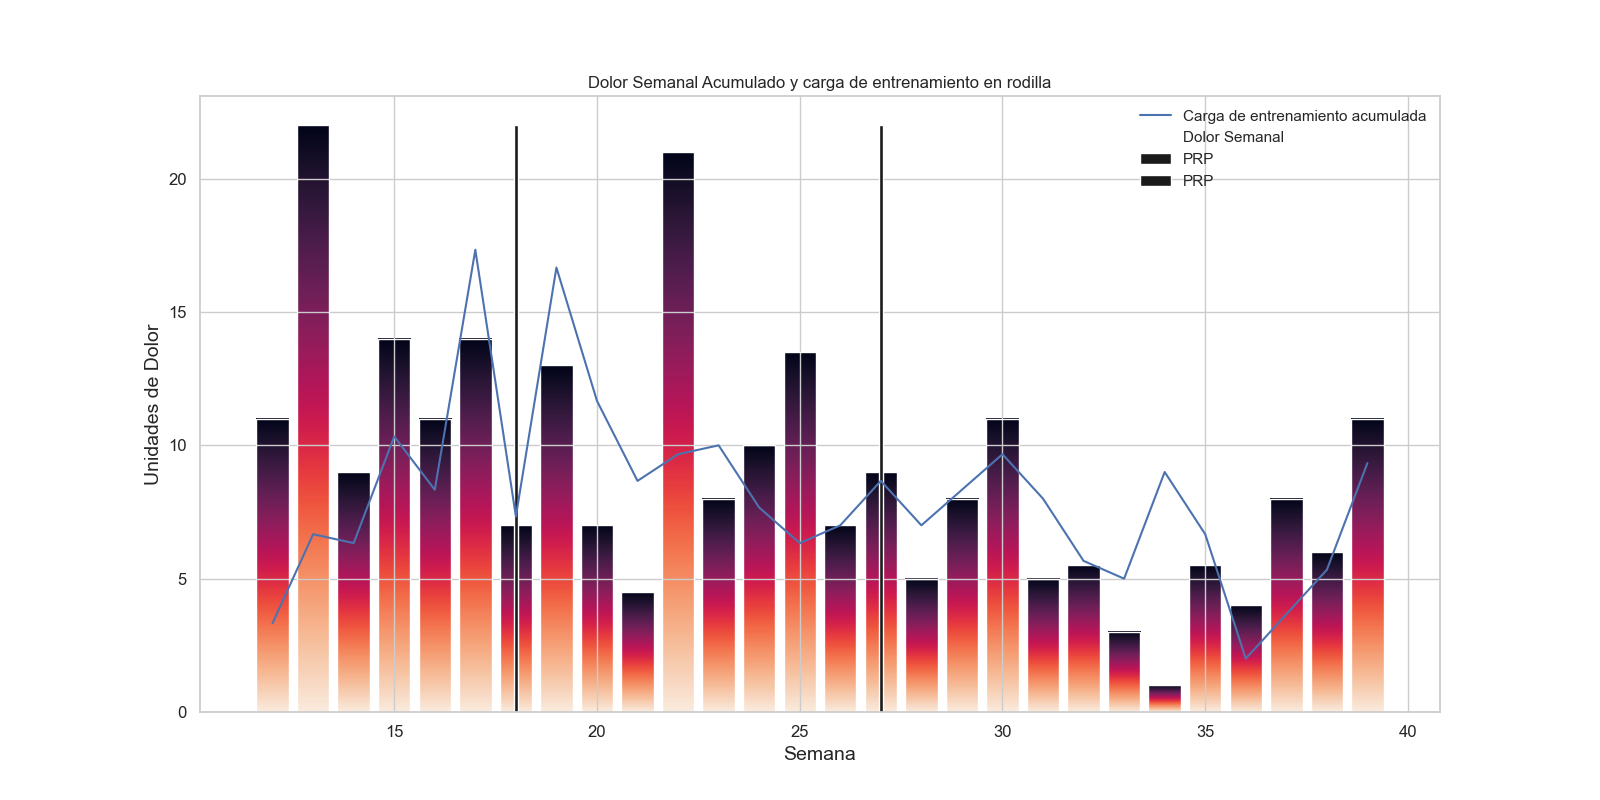 Dolor Semanal Acumulado y carga de entrenamiento en rodilla
Carga de entrenamiento acumulada
Dolor Semanal
PRP
PRP
Unidades de Dolor
20
15
10
5
0
15 20 25 30 35 40
Semana